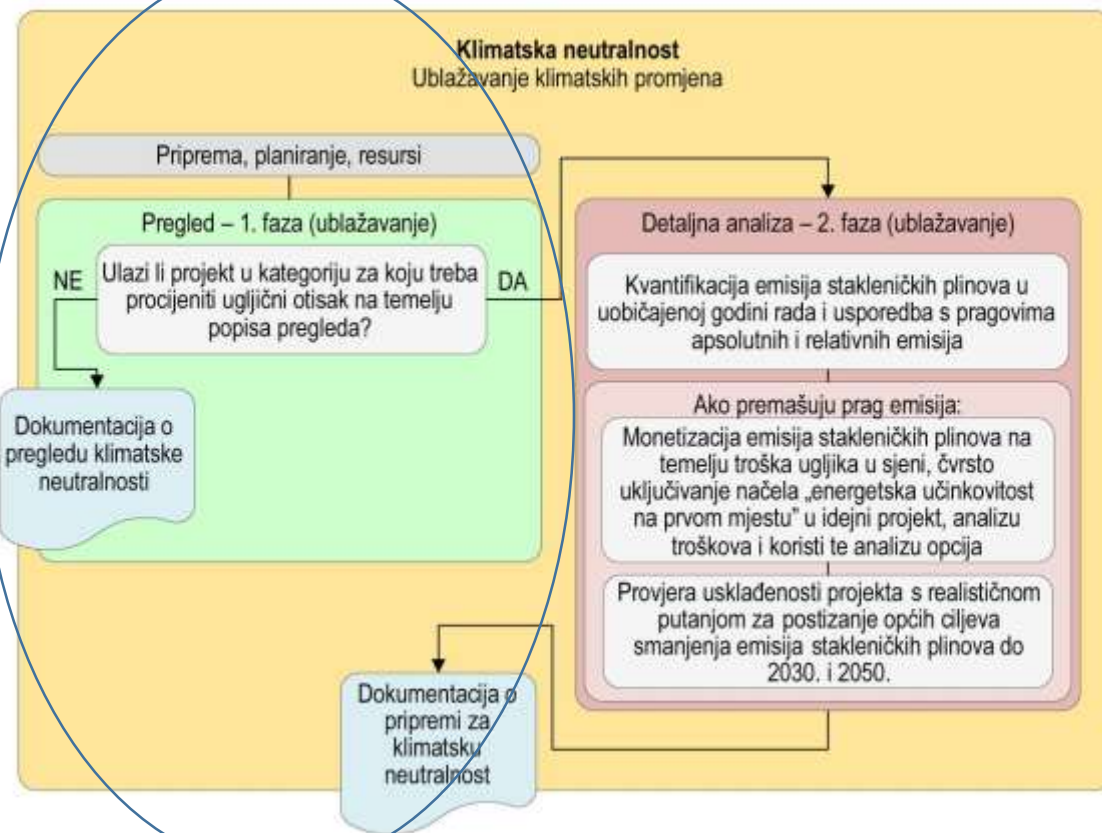 Klimatska neutralnost
Ublažavanje klimatskih promjena
Priprema, planiranje, resursi
Pregled – 1. faza (ublažavanje)
NE
Ulazi li projekt u kategoriju za koju treba
procijeniti ugljični otisak na temelju
popisa pregleda?
DA
Dokumentacija o
pregledu klimatske
neutralnosti
Detaljna analiza – 2. faza (ublažavanje)
Kvantifikacija emisija stakleničkih plinova u
uobičajenoj godini rada i usporedba s pragovima
apsolutnih i relativnih emisija
Ako premašuju prag emisija:
Monetizacija emisija stakleničkih plinova na
temelju troška ugljika u sjeni, čvrsto
uključivanje načela „energetska učinkovitost
na prvom mjestu” u idejni projekt, analizu
troškova i koristi te analizu opcija
Provjera usklađenosti projekta s realističnom
putanjom za postizanje općih ciljeva
smanjenja emisija stakleničkih plinova do
2030. i 2050.
Dokumentacija o
pripremi za
klimatsku
neutralnost